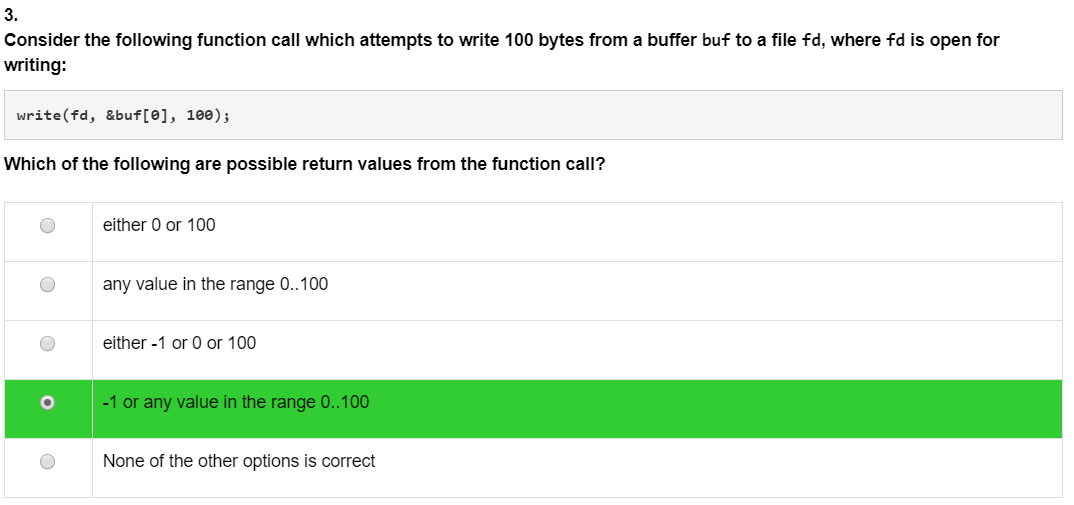 3.
Consider the following function call which attempts to write 100 bytes from a buffer buf to a file fd, where fd is open for
writing:
write(fd, &buf[0], 100);
Which of the following are possible return values from the function call?
either 0 or 100
any value in the range 0..100
either -1 or 0 or 100
-1 or any value in the range 0..100
None of the other options is correct